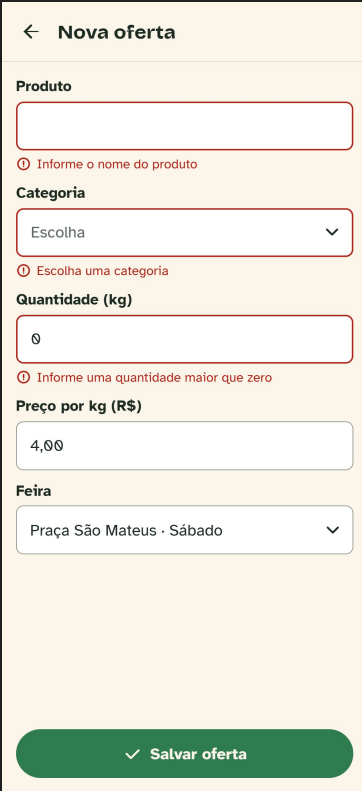 Nova oferta
Produto
Informe o nome do produto
Categoria
Escolha
Escolha uma categoria
Quantidade (kg)
0
Informe uma quantidade maior que zero
Preço por kg (R$)
4,00
Feira
Praça São Mateus · Sábado
Salvar oferta